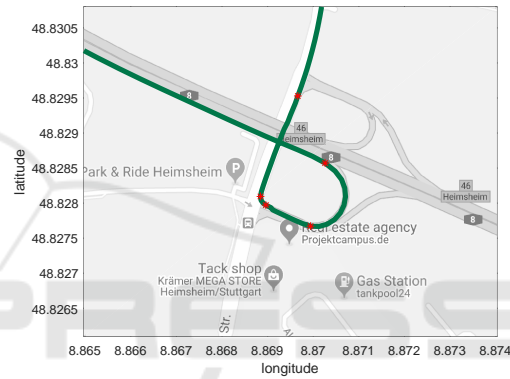 48.8305
48.83
48.8295
48.829
48.8285
48.828
48.8275
48.827
48.8265
latitude
8
46
Heimsheim
8
Park & Ride Heimsheim
46
Heimsheim
8
Real estate agency
Projektcampus.de
Tack shop
Krämer MEGA STORE
Heimsheim/Stuttgart
Gas Station
tankpool24
Str.
8.865 8.866 8.867 8.868 8.869 8.87 8.871 8.872 8.873 8.874
longitude